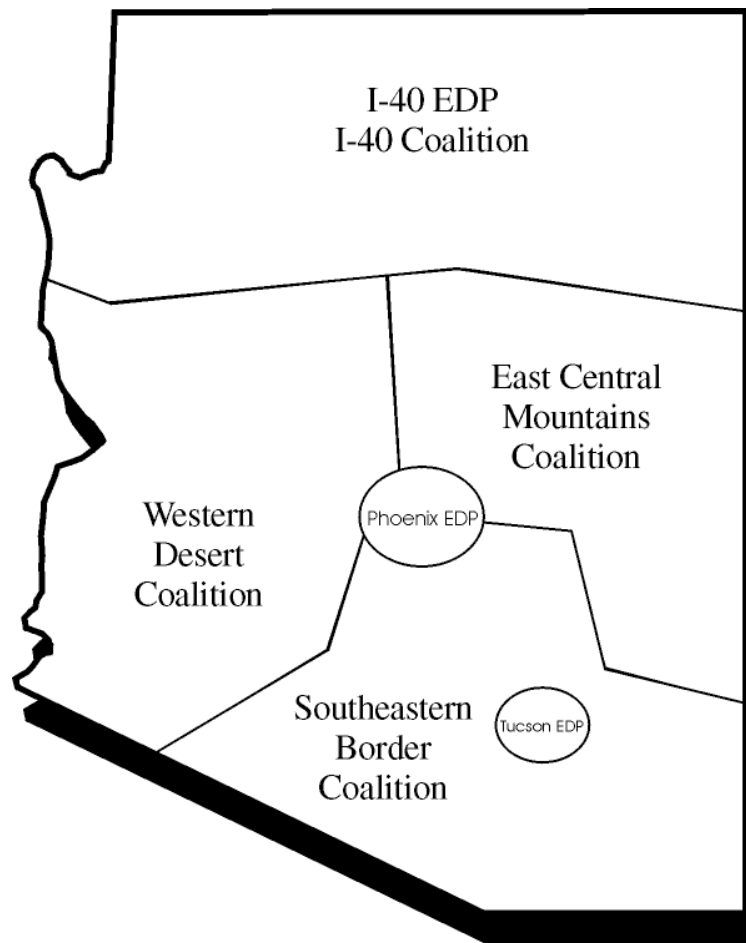 I-40 EDP
I-40 Coalition
East Central
Mountains
Coalition
Phoenix EDP
Western
Desert
Coalition
Southeastern
Border
Coalition
Tucson EDP